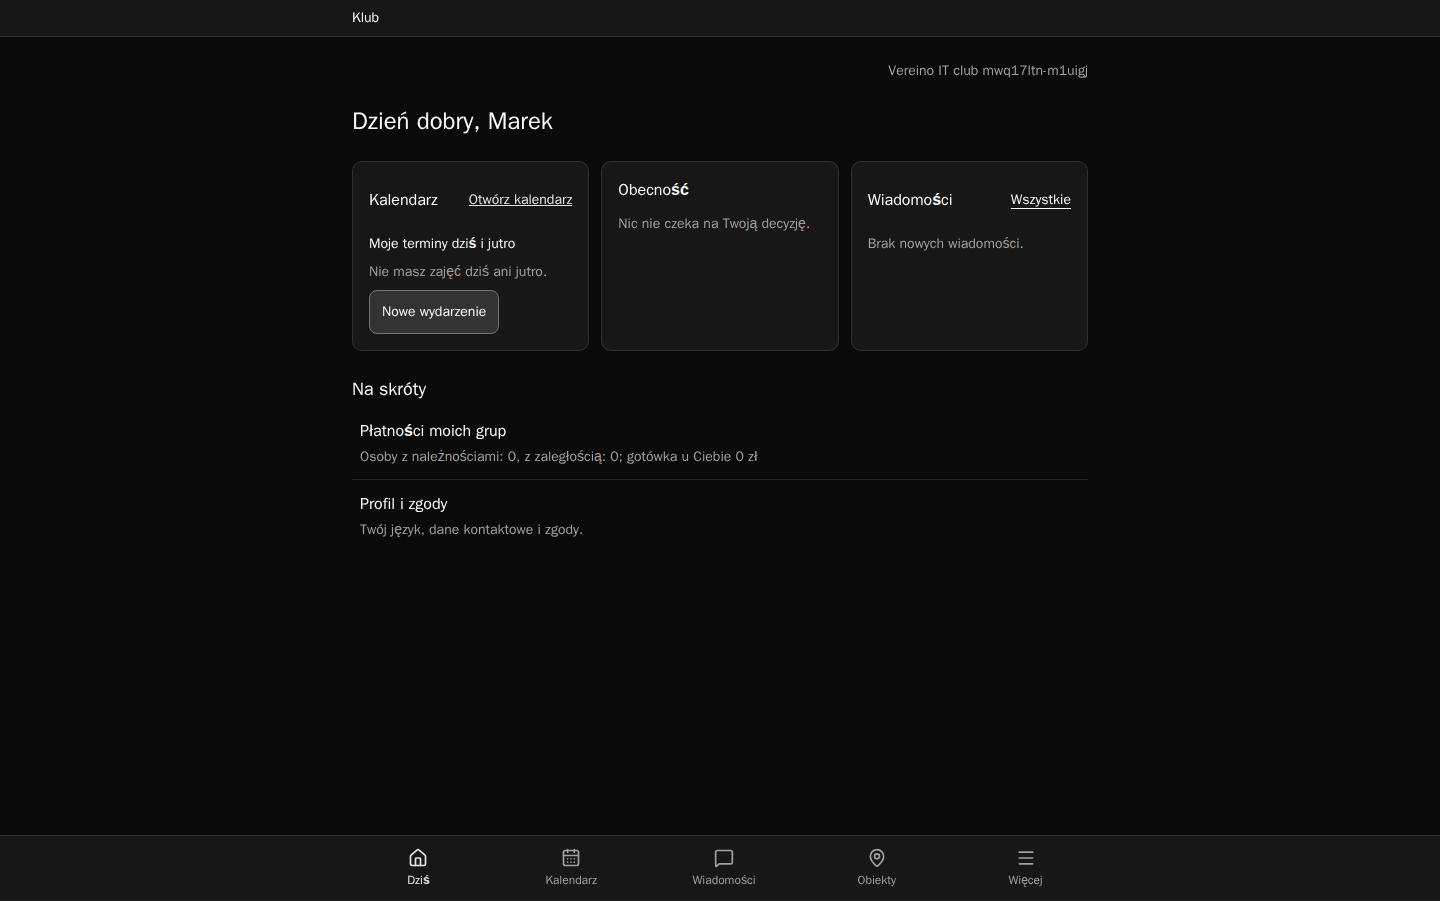 Klub
Vereino IT club mwq17ltn-m1uigj
Dzień dobry, Marek
Kalendarz
Otwórz kalendarz
Moje terminy dziś i jutro
Nie masz zajęć dziś ani jutro.
Nowe wydarzenie
Obecność
Nic nie czeka na Twoją decyzję.
Wiadomości
Wszystkie
Brak nowych wiadomości.
Na skróty
Płatności moich grup
Osoby z należnościami: 0, z zaległością: 0; gotówka u Ciebie 0 zł
Profil i zgody
Twój język, dane kontaktowe i zgody.
Dziś
Kalendarz
Wiadomości
Obiekty
Więcej